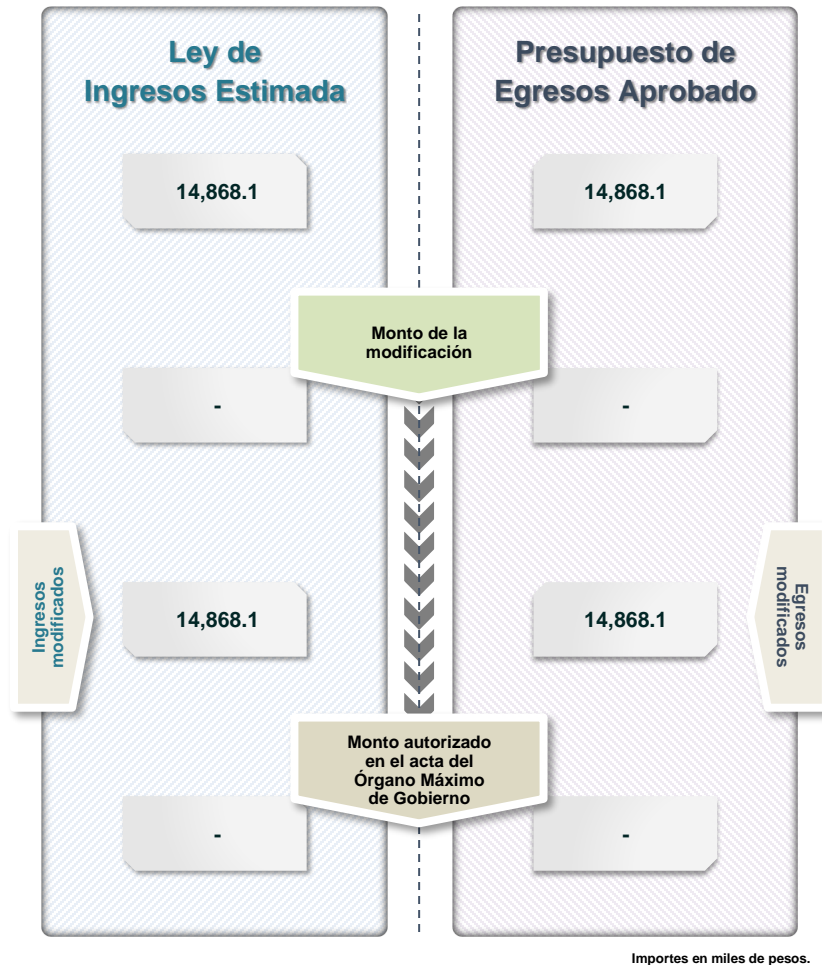 Ley de
Ingresos Estimada
Presupuesto de
Egresos Aprobado
14,868.1
14,868.1
Monto de la
modificación
-
-
Ingresos
modificados
14,868.1
14,868.1
Egresos
modificados
Monto autorizado
en el acta del
Órgano Máximo
de Gobierno
-
-
Importes en miles de pesos.